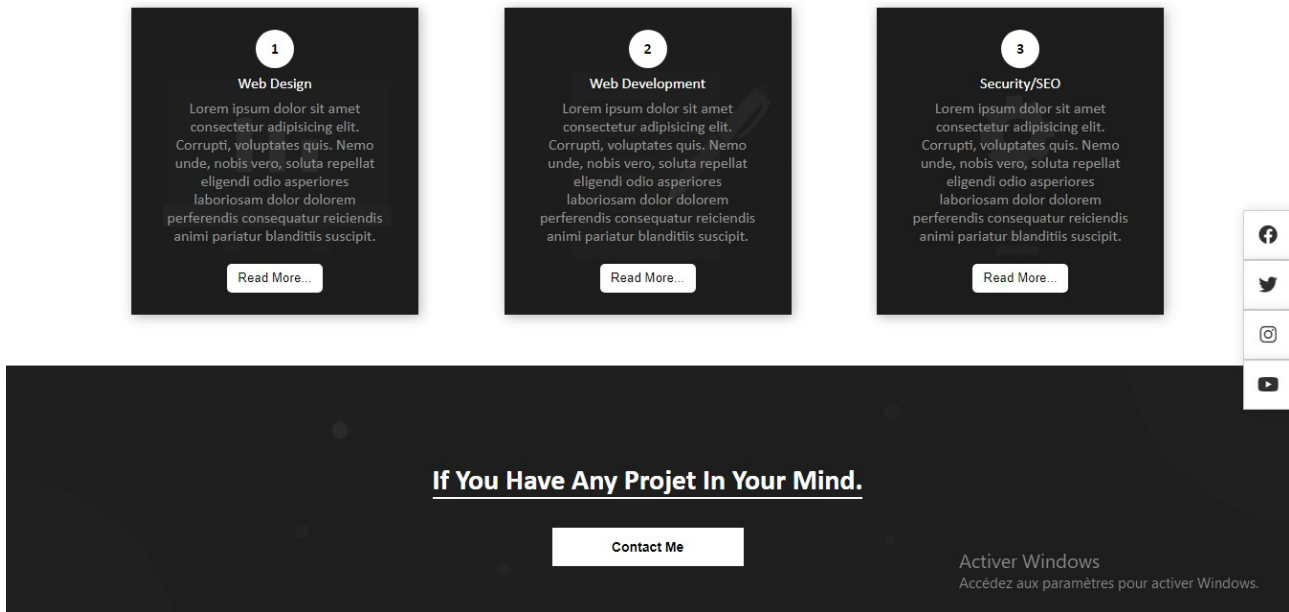 1
Web Design
Lorem ipsum dolor sit amet
consectetur adipisicing elit.
Corrupti, voluptates quis. Nemo
unde, nobis vero, soluta repellat
eligendi odio asperiores
laboriosam dolor dolorem
perferendis consequatur reiciendis
animi pariatur blanditiis suscipit.
Read More...
2
Web Development
Lorem ipsum dolor sit amet
consectetur adipisicing elit.
Corrupti, voluptates quis. Nemo
unde, nobis vero, soluta repellat
eligendi odio asperiores
laboriosam dolor dolorem
perferendis consequatur reiciendis
animi pariatur blanditiis suscipit.
Read More...
3
Security/SEO
Lorem ipsum dolor sit amet
consectetur adipisicing elit.
Corrupti, voluptates quis. Nemo
unde, nobis vero, soluta repellat
eligendi odio asperiores
laboriosam dolor dolorem
perferendis consequatur reiciendis
animi pariatur blanditiis suscipit.
Read More...
If You Have Any Projet In Your Mind.
Contact Me
Activer Windows
Accédez aux paramètres pour activer Windows.